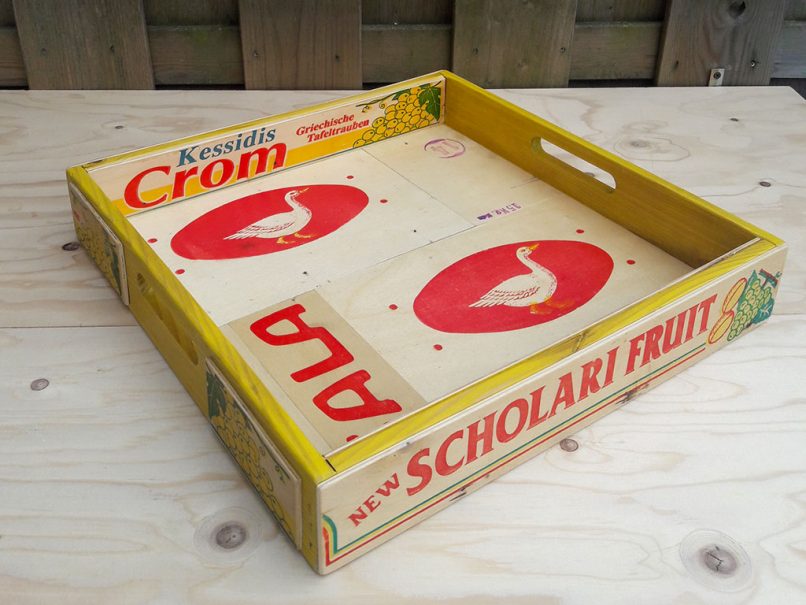 Kessidis
Crom
Griechische
Tafeltrauben
ALA
NEW SCHOLARI FRUIT